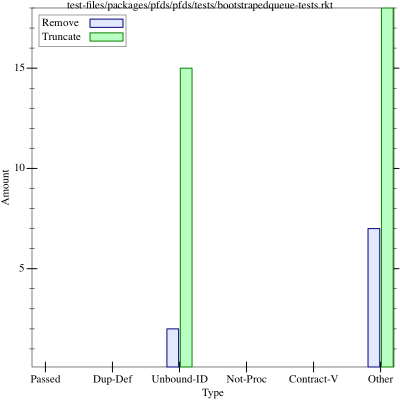 test-files/packages/pfds/pfds/tests/bootstrapedqueue-tests.rkt
Remove
Truncate
15
10
5
Amount
Passed Dup-Def Unbound-ID Not-Proc Contract-V Other
Type